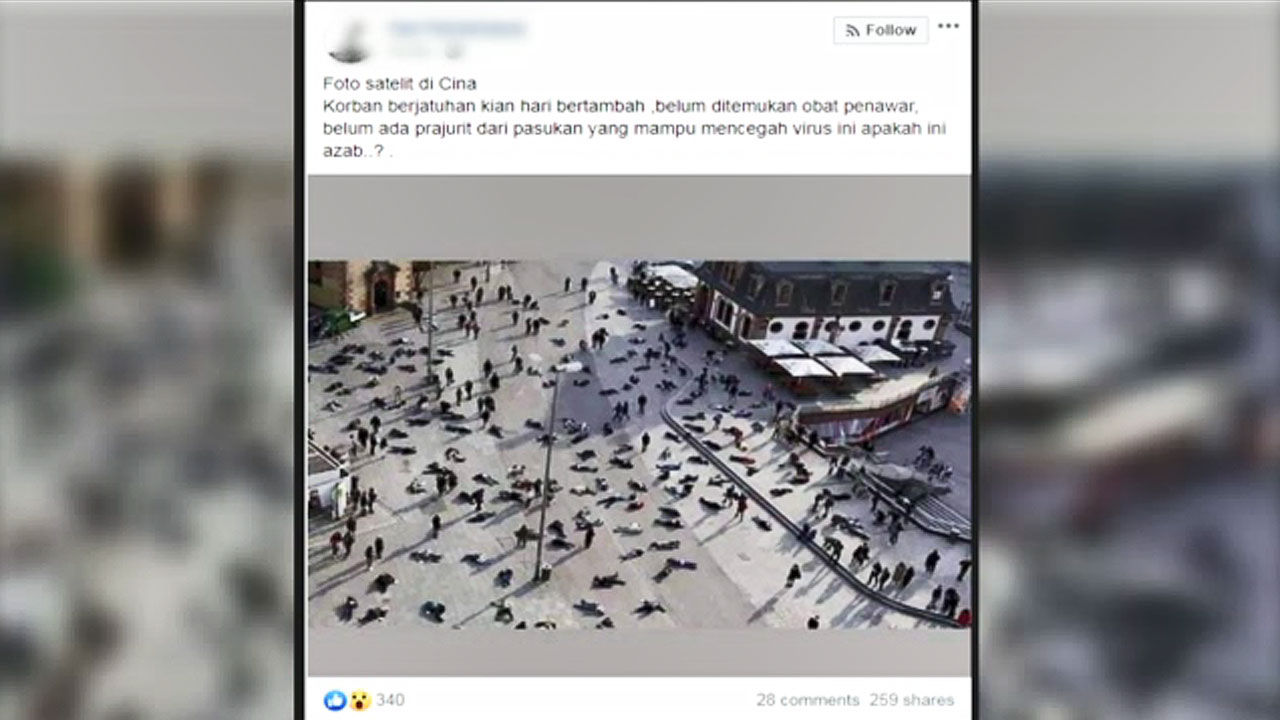 Follow
Foto satelit di Cina
Korban berjatuhan kian hari bertambah ,belum ditemukan obat penawar,
belum ada prajurit dari pasukan yang mampu mencegah virus ini apakah ini
azab..? .
340
28 comments 259 shares